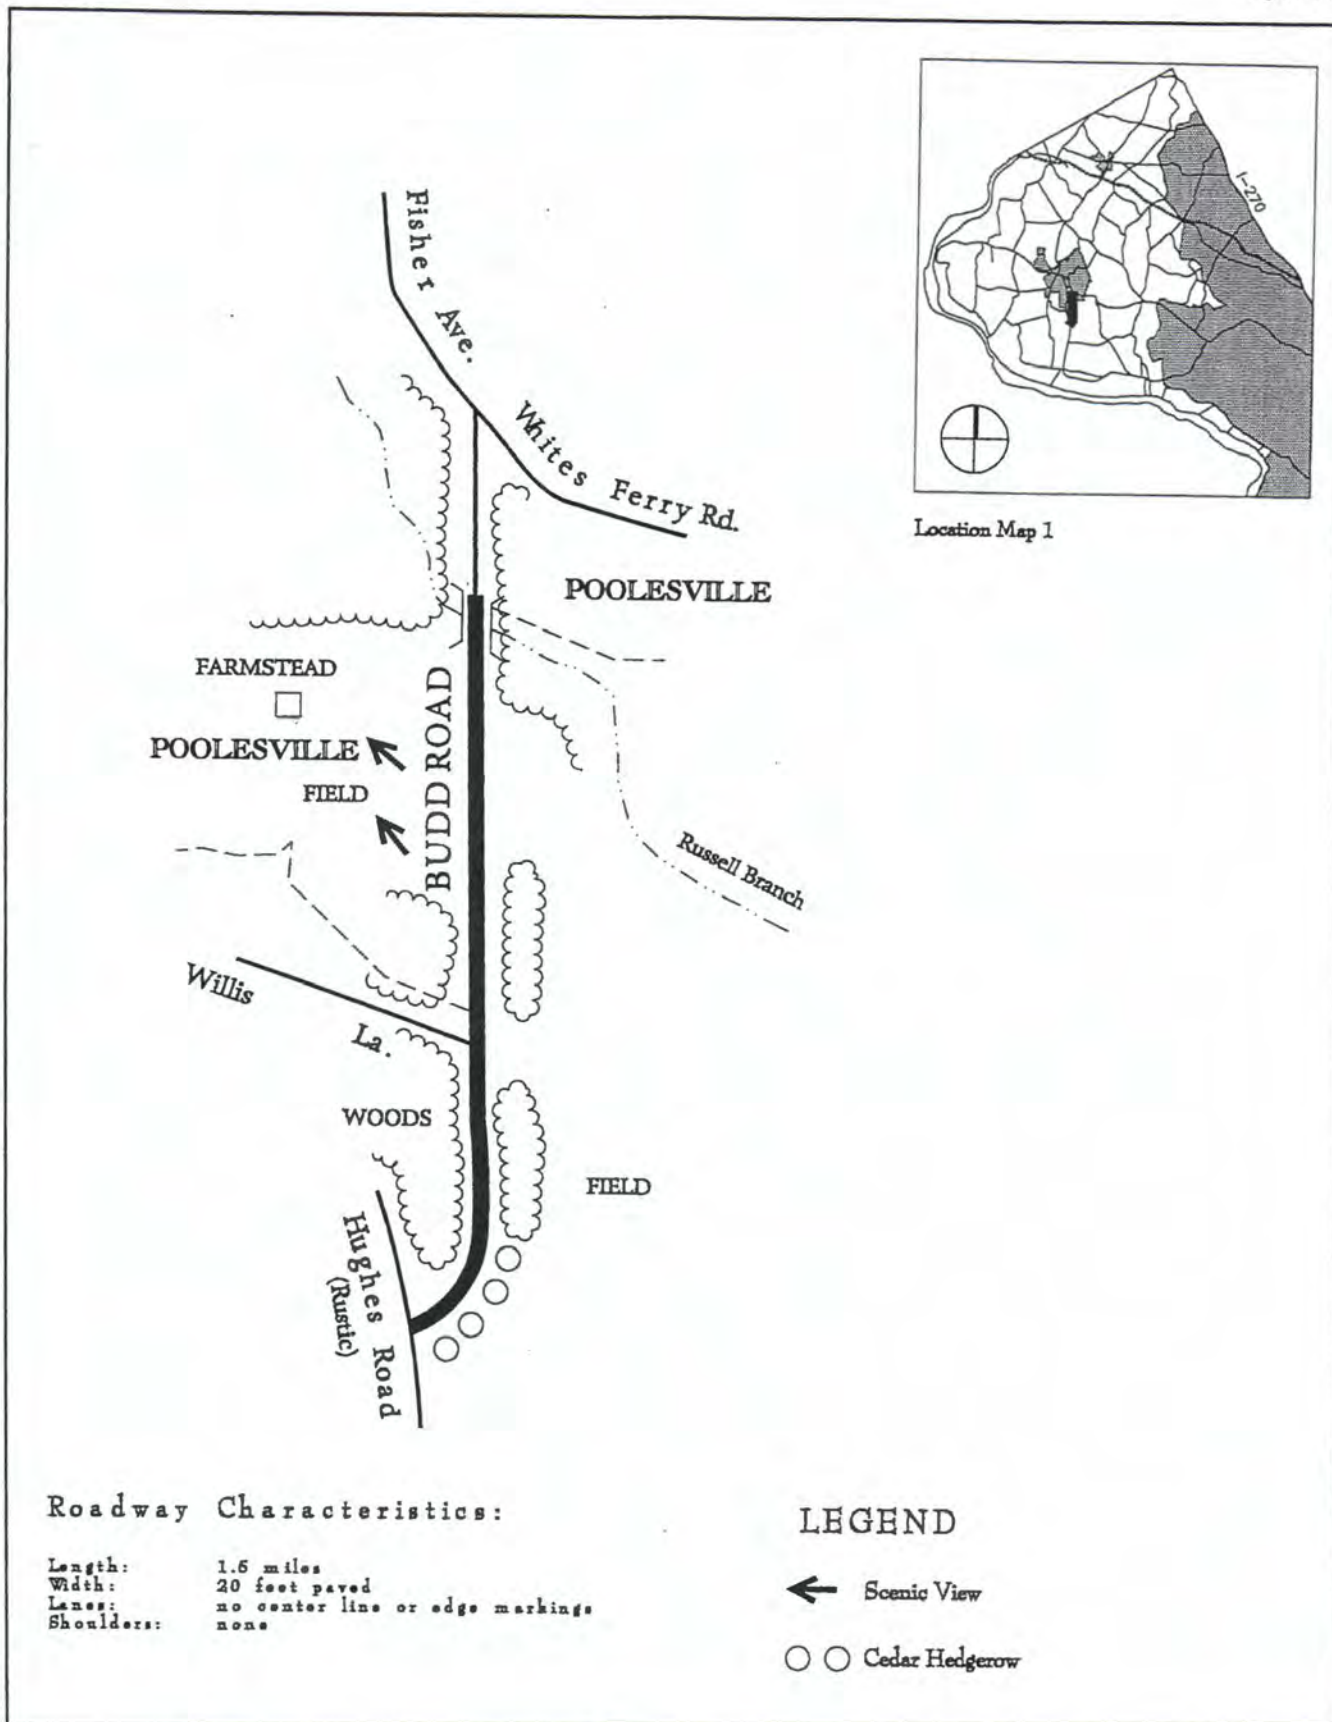 I-270
Location Map 1
Fisher Ave.
Whites Ferry Rd.
POOLESVILLE
FARMSTEAD
POOLESVILLE
FIELD
BUDD ROAD
Russell Branch
Willis La.
WOODS
FIELD
Hughes Road
(Rustic)
Roadway Characteristics:
Length: 1.6 miles
Width: 20 feet paved
Lanes: no center line or edge markings
Shoulders: none
LEGEND
Scenic View
Cedar Hedgerow